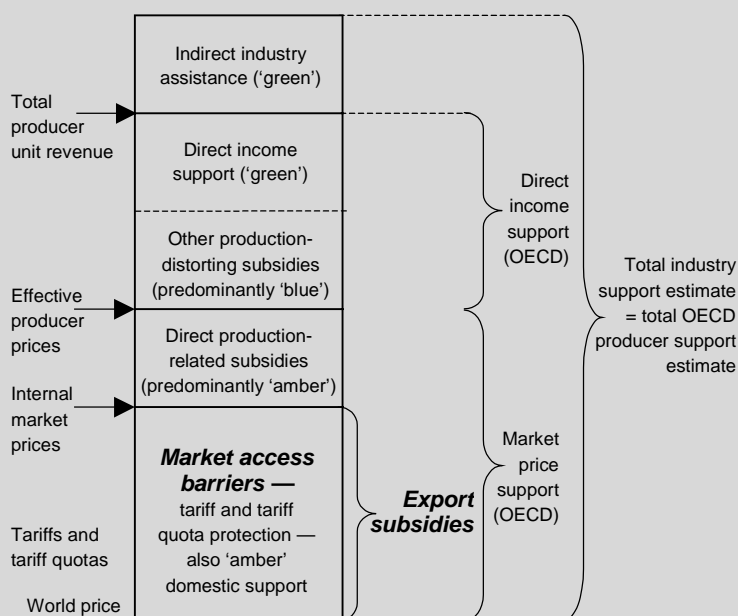 Indirect industry
assistance (‘green’)
Total
producer
unit revenue
Direct income
support (‘green’)
Direct
income
support
(OECD)
Other production-
distorting subsidies
(predominantly ‘blue’)
Effective
producer
prices
Total industry
support estimate
= total OECD
producer support
estimate
Direct production-
related subsidies
(predominantly ‘amber’)
Internal
market
prices
Market access
barriers —
tariff and tariff
quota protection —
also ‘amber’
domestic support
Export
subsidies
Market
price
support
(OECD)
Tariffs and
tariff quotas
World price